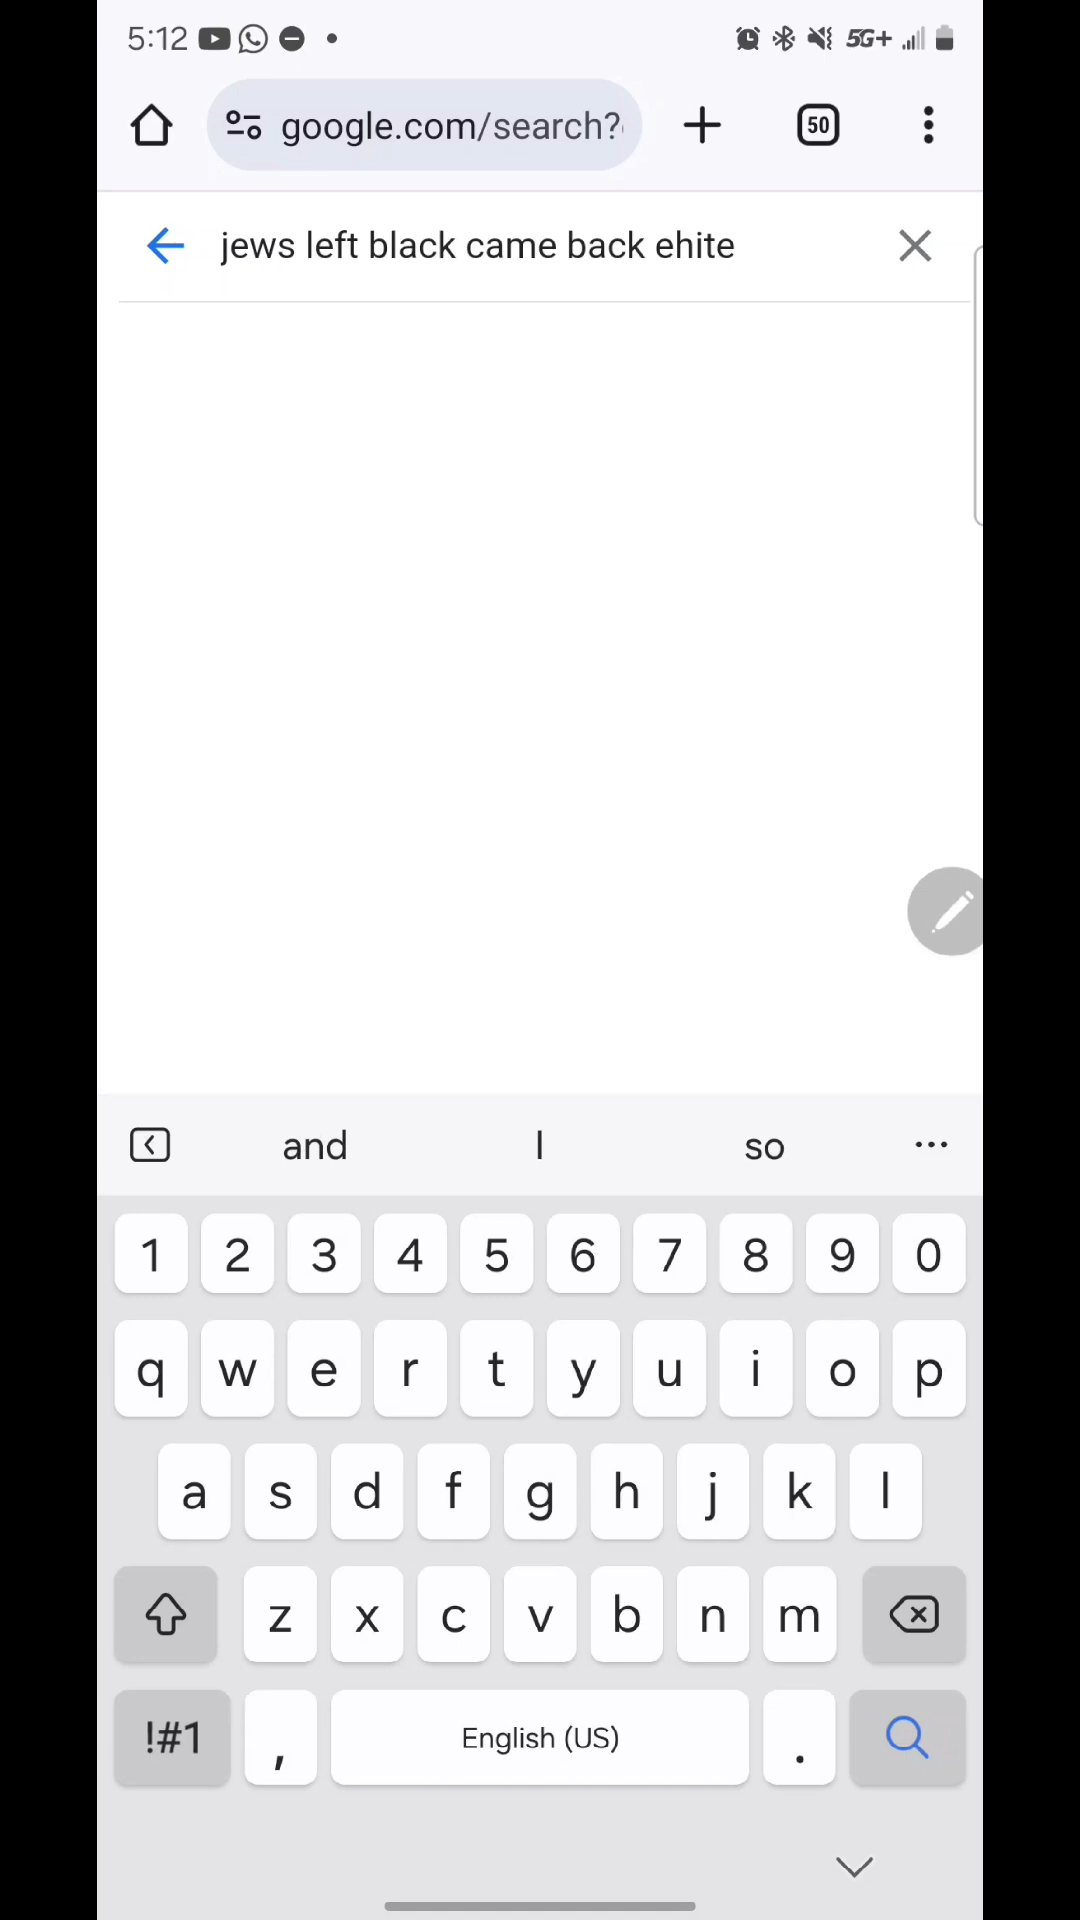 5:12 5G+
google.com/search?
50
jews left black came back ehite
and I so
1 2 3 4 5 6 7 8 9 0
q w e r t y u i o p
a s d f g h j k l
z x c v b n m
!#1 , English (US) .